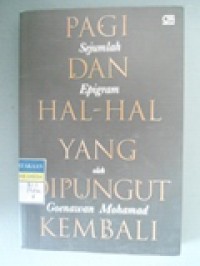 PAGI
Sejumlah
DAN
Epigram
HAL-HAL
YANG
oleh
DIPUNGUT
Goenawan Mohamad
KEMBALI